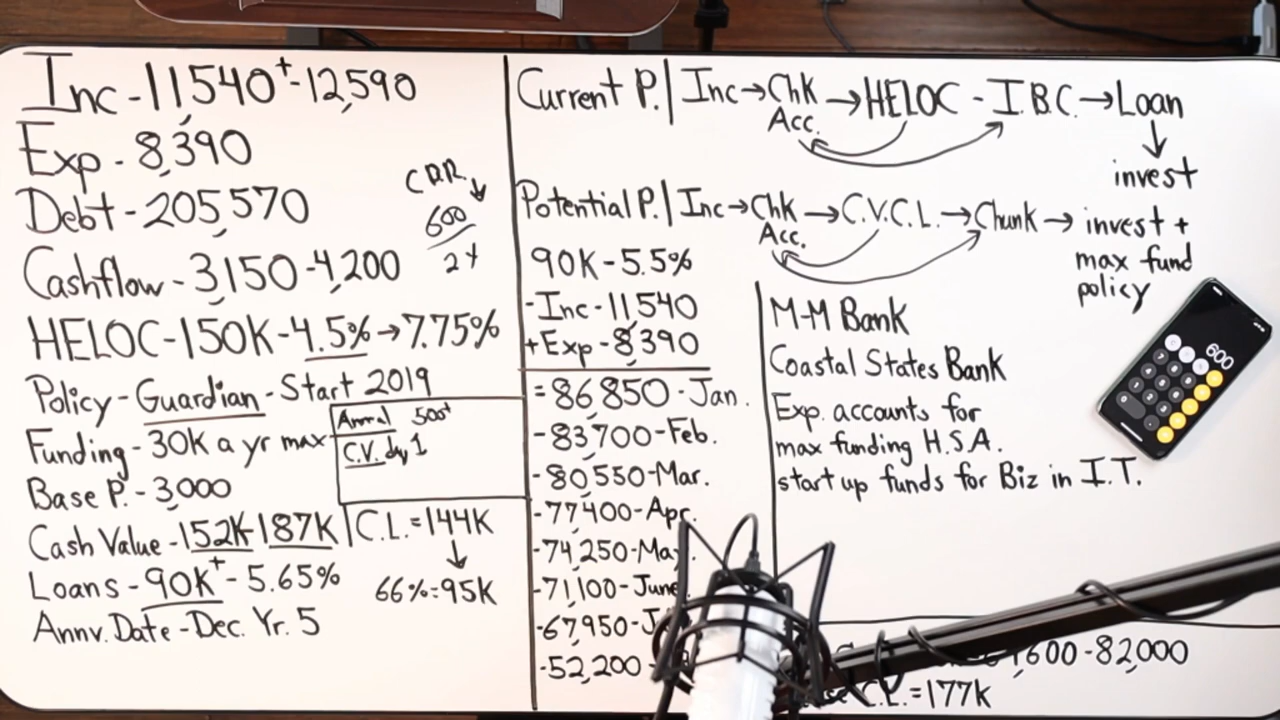 Inc - 11,540+ - 12,590
Exp - 8,390
Debt - 205,570
Cashflow - 3,150 - 4,200
HELOC - 150K - 4.5% → 7.75%
Policy - Guardian - Start 2019
Funding - 30K a yr max
Base P. - 3,000
Cash Value - 152K - 187K | C.L. = 144K
66% = 95K
Loans - 90K+ - 5.65%
Annv. Date - Dec. Yr. 5
600
500+
C.V. day 1
Current P. | Inc → Chk Acc. → HELOC - I.B.C. → Loan
invest
Potential P. | Inc → Chk Acc. → C.V.C.L. → Chunk → invest +
max fund
policy
90K - 5.5%
- Inc - 11,540
+ Exp - 8,390
= 86,850 - Jan.
- 83,700 - Feb.
- 80,550 - Mar.
- 77,400 - Apr.
- 74,250 - Ma
- 71,100 - June
- 67,950 - J
- 52,200
M-M Bank
Coastal States Bank
Exp. accounts for
max funding H.S.A.
start up funds for Biz in I.T.
600
- 82,000
C.L. = 177K